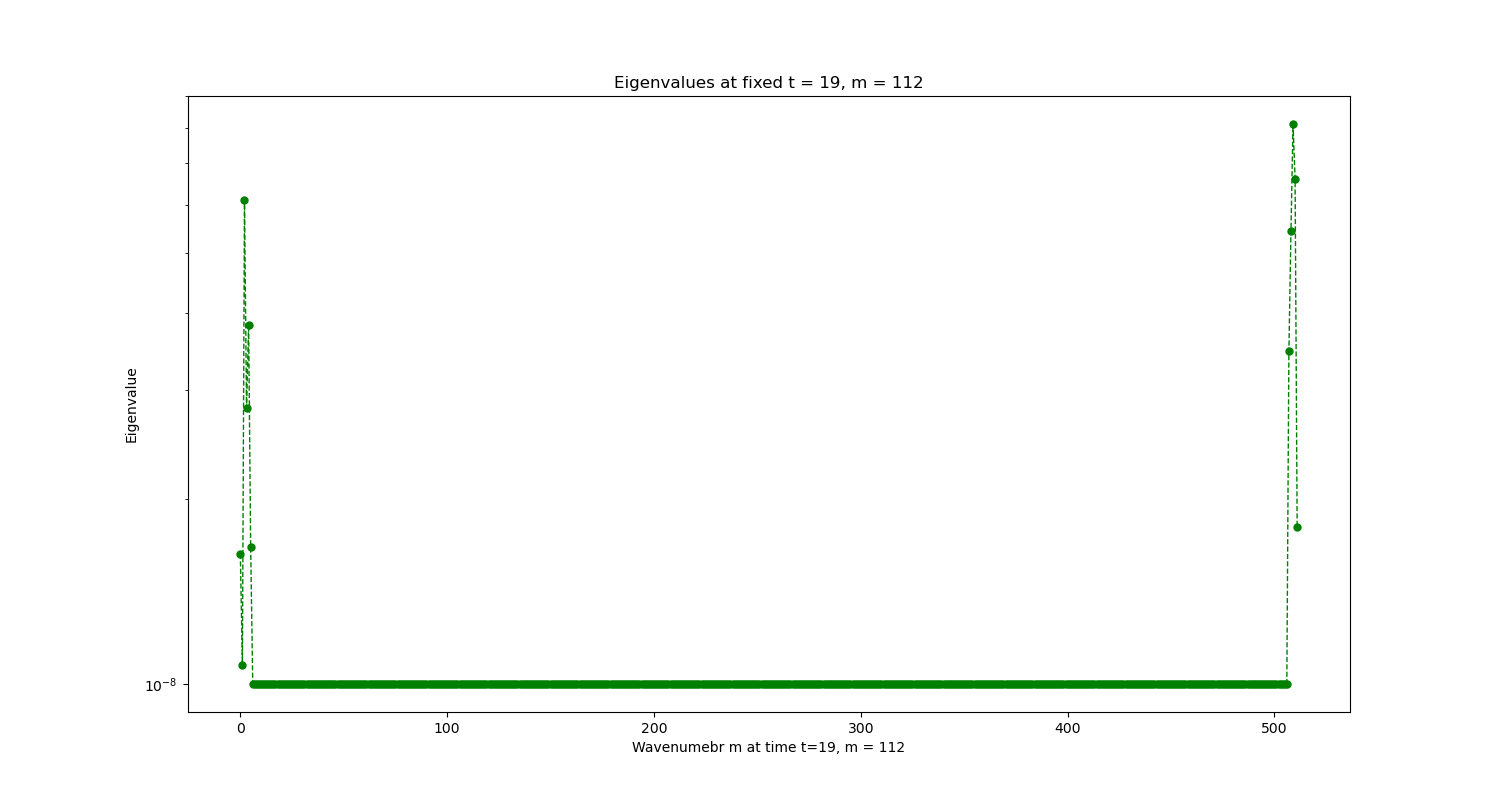 Eigenvalues at fixed t = 19, m = 112
Eigenvalue
10⁻⁸
0 100 200 300 400 500
Wavenumebr m at time t=19, m = 112